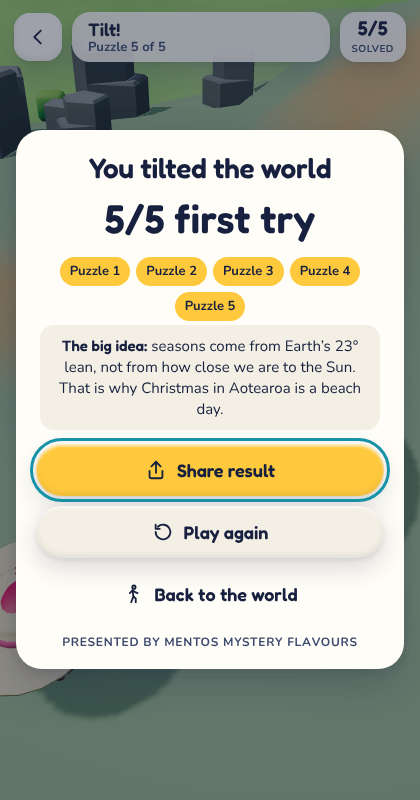 Tilt!
Puzzle 5 of 5
5/5
SOLVED
You tilted the world
5/5 first try
Puzzle 1
Puzzle 2
Puzzle 3
Puzzle 4
Puzzle 5
The big idea: seasons come from Earth's 23°
lean, not from how close we are to the Sun.
That is why Christmas in Aotearoa is a beach
day.
Share result
Play again
Back to the world
PRESENTED BY MENTOS MYSTERY FLAVOURS